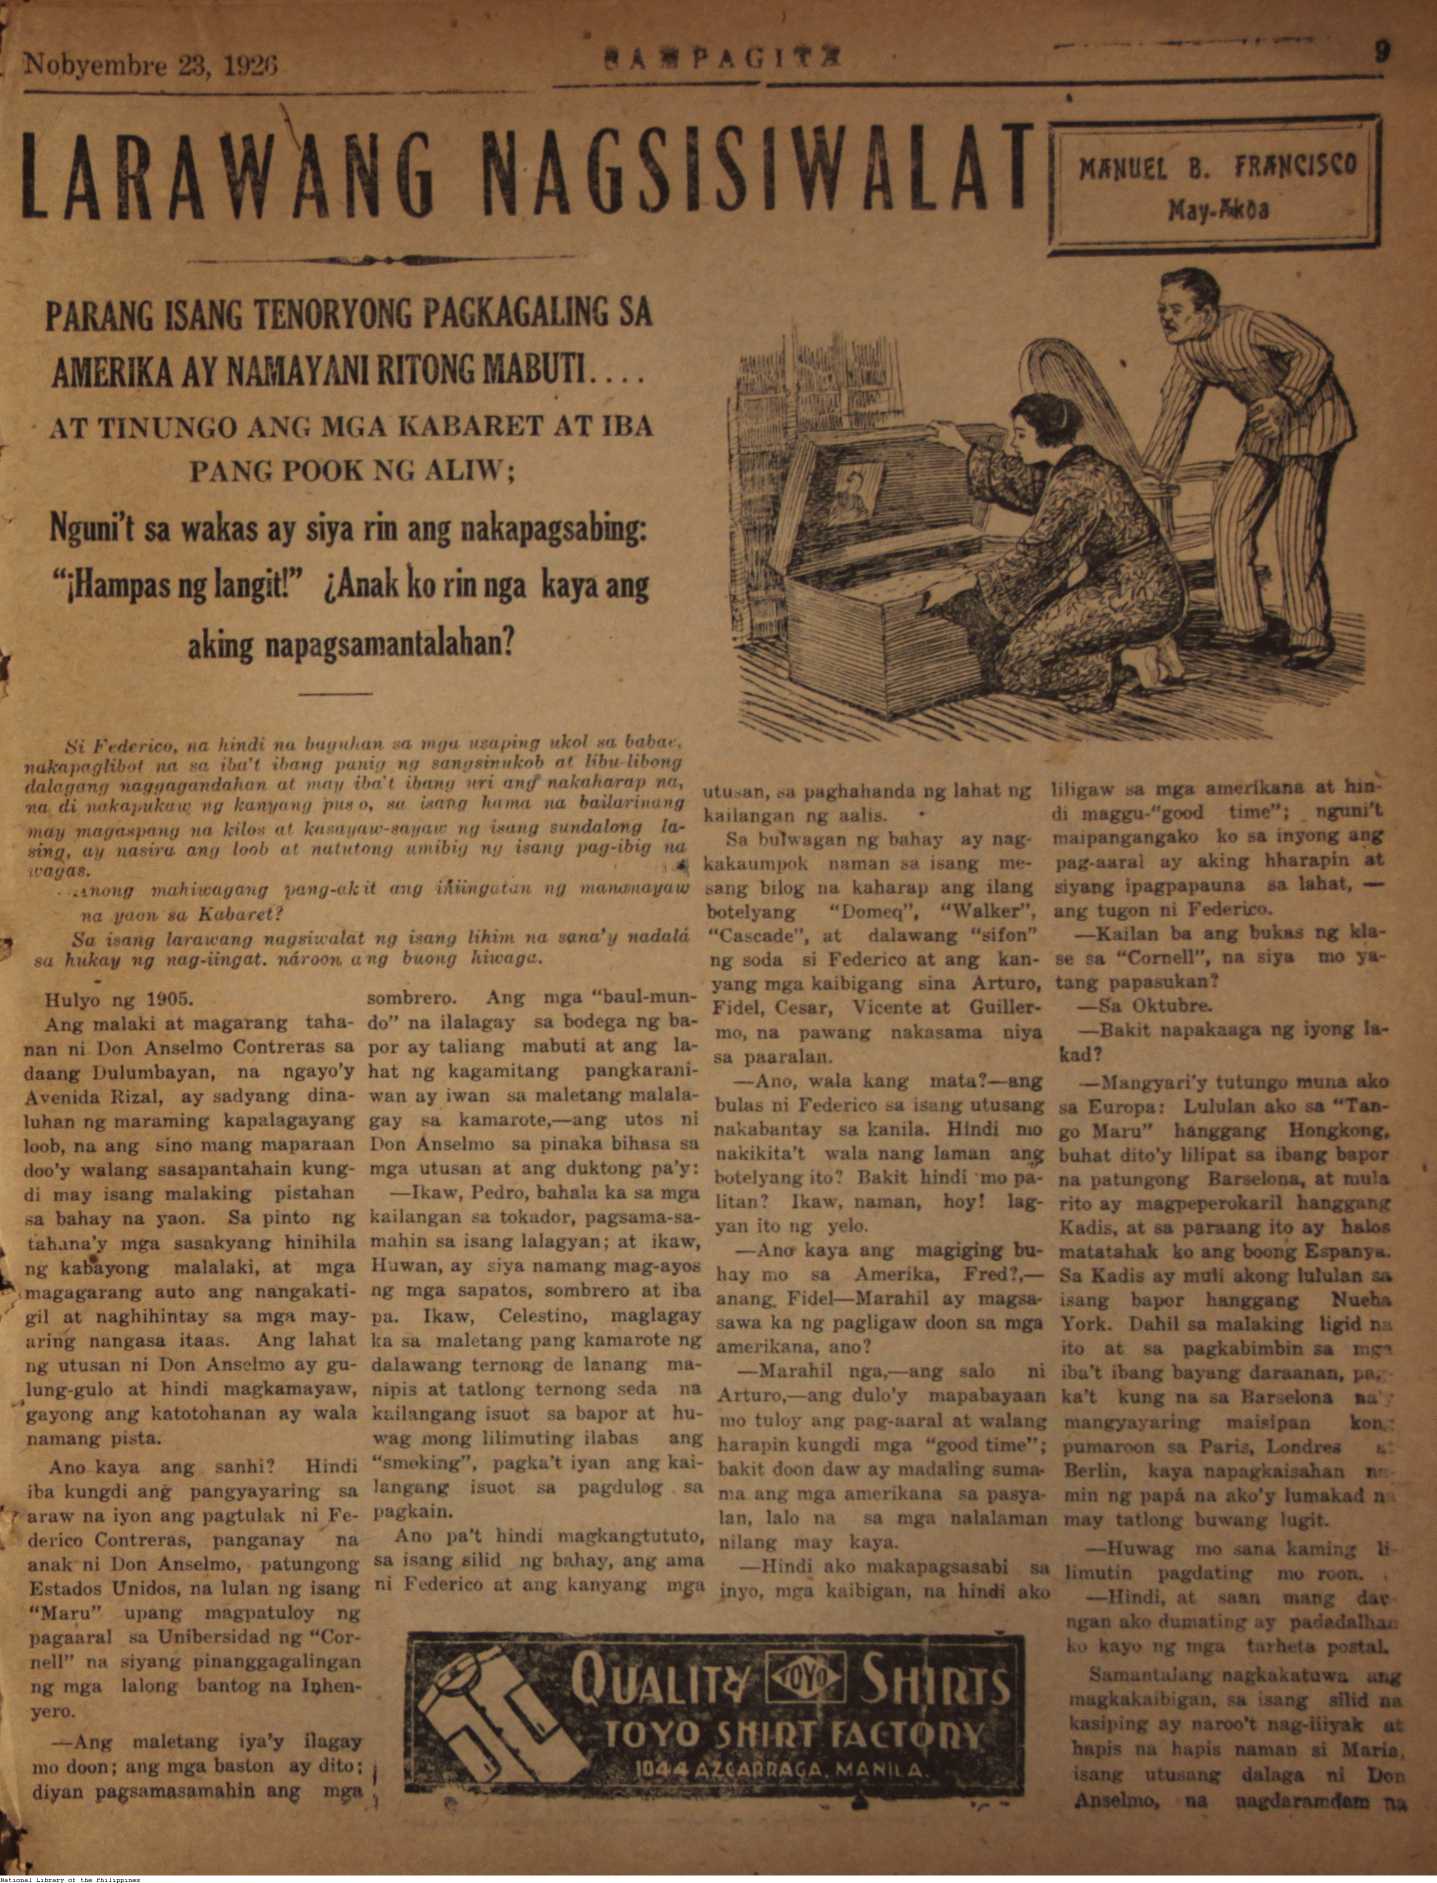 Nobyembre 23, 1926
SAMPAGITA
9
LARAWANG NAGSISIWALAT
MANUEL B. FRANCISCO
May-Akda
PARANG ISANG TENORYONG PAGKAGALING SA
AMERIKA AY NAMAYANI RITONG MABUTI....
AT TINUNGO ANG MGA KABARET AT IBA
PANG POOK NG ALIW;
Nguni't sa wakas ay siya rin ang nakapagsabing:
"¡Hampas ng langit!" ¿Anak ko rin nga kaya ang
aking napagsamantalahan?
Si Federico, na hindi na baguhan sa mga usaping ukol sa babae,
nakapaglibot na sa iba't ibang panig ng sangsinukob at libu-libong
dalagang naggagandahan at may iba't ibang uri ang nakaharap na,
na di nakapukaw ng kanyang puso, sa isang hama na bailarinang
may magaspang na kilos at kasayaw-sayaw ng isang sundalong la-
sing, ay nasira ang loob at natutong umibig ng isang pag-ibig na
wagas.
Anong mahiwagang pang-akit ang iniingatan ng mananayaw
na yaon sa Kabaret?
Sa isang larawang nagsiwalat ng isang lihim na sana'y nadalá
sa hukay ng nag-iingat. nároon ang buong hiwaga.
Hulyo ng 1905.
Ang malaki at magarang taha-
nan ni Don Anselmo Contreras sa
daang Dulumbayan, na ngayo'y
Avenida Rizal, ay sadyang dina-
luhan ng maraming kapalagayang
loob, na ang sino mang maparaan
doo'y walang sasapantahain kung-
di may isang malaking pistahan
sa bahay na yaon. Sa pinto ng
tahana'y mga sasakyang hinihila
ng kabayong malalaki, at mga
magagarang auto ang nangakati-
gil at naghihintay sa mga may-
aring nangasa itaas. Ang lahat
ng utusan ni Don Anselmo ay gu-
lung-gulo at hindi magkamayaw,
gayong ang katotohanan ay wala
namang pista.
Ano kaya ang sanhi? Hindi
iba kungdi ang pangyayaring sa
araw na iyon ang pagtulak ni Fe-
derico Contreras, panganay na
anak ni Don Anselmo, patungong
Estados Unidos, na lulan ng isang
"Maru" upang magpatuloy ng
pagaaral sa Unibersidad ng "Cor-
nell" na siyang pinanggagalingan
ng mga lalong bantog na Inhen-
yero.
—Ang maletang iya'y ilagay
mo doon; ang mga baston ay dito;
diyan pagsamasamahin ang mga
sombrero. Ang mga "baul-mun-
do" na ilalagay sa bodega ng ba-
por ay taliang mabuti at ang la-
hat ng kagamitang pangkarani-
wan ay iwan sa maletang malala-
gay sa kamarote,—ang utos ni
Don Anselmo sa pinaka bihasa sa
mga utusan at ang duktong pa'y:
—Ikaw, Pedro, bahala ka sa mga
kailangan sa tokador, pagsama-sa-
mahin sa isang lalagyan; at ikaw,
Huwan, ay siya namang mag-ayos
ng mga sapatos, sombrero at iba
pa. Ikaw, Celestino, maglagay
ka sa maletang pang kamarote ng
dalawang ternong de lanang ma-
nipis at tatlong ternong seda na
kailangang isuot sa bapor at hu-
wag mong lilimuting ilabas ang
"smoking", pagka't iyan ang kai-
langang isuot sa pagdulog sa
pagkain.
Ano pa't hindi magkangtututo,
sa isang silid ng bahay, ang ama
ni Federico at ang kanyang mga
utusan, sa paghahanda ng lahat ng
kailangan ng aalis.
Sa bulwagan ng bahay ay nag-
kakaumpok naman sa isang me-
sang bilog na kaharap ang ilang
botelyang "Domeq", "Walker",
"Cascade", at dalawang "sifon"
ng soda si Federico at ang kan-
yang mga kaibigang sina Arturo,
Fidel, Cesar, Vicente at Guiller-
mo, na pawang nakasama niya
sa paaralan.
—Ano, wala kang mata?—ang
bulas ni Federico sa isang utusang
nakabantay sa kanila. Hindi mo
nakikita't wala nang laman ang
botelyang ito? Bakit hindi mo pa-
litan? Ikaw, naman, hoy! lag-
yan ito ng yelo.
—Ano kaya ang magiging bu-
hay mo sa Amerika, Fred?,—
anang Fidel—Marahil ay magsa-
sawa ka ng pagligaw doon sa mga
amerikana, ano?
—Marahil nga,—ang salo ni
Arturo,—ang dulo'y mapabayaan
mo tuloy ang pag-aaral at walang
harapin kungdi mga "good time";
bakit doon daw ay madaling suma-
ma ang mga amerikana sa pasya-
lan, lalo na sa mga nalalaman
nilang may kaya.
—Hindi ako makapagsasabi sa
inyo, mga kaibigan, na hindi ako
liligaw sa mga amerikana at hin-
di maggu-"good time"; nguni't
maipangangako ko sa inyong ang
pag-aaral ay aking hharapin at
siyang ipagpapauna sa lahat, —
ang tugon ni Federico.
—Kailan ba ang bukas ng kla-
se sa "Cornell", na siya mo ya-
tang papasukan?
—Sa Oktubre.
—Bakit napakaaga ng iyong la-
kad?
—Mangyari'y tutungo muna ako
sa Europa: Lululan ako sa "Tan-
go Maru" hanggang Hongkong,
buhat dito'y lilipat sa ibang bapor
na patungong Barselona, at mula
rito ay magpeperokaril hanggang
Kadis, at sa paraang ito ay halos
matatahak ko ang boong Espanya.
Sa Kadis ay muli akong lululan sa
isang bapor hanggang Nueba
York. Dahil sa malaking ligid na
ito at sa pagkabimbin sa mga
iba't ibang bayang daraanan, pag-
ka't kung na sa Barselona na'y
mangyayaring maisipan kong
pumaroon sa Paris, Londres at
Berlin, kaya napagkaisahan na-
min ng papá na ako'y lumakad na
may tatlong buwang lugit.
—Huwag mo sana kaming li-
limutin pagdating mo roon.
—Hindi, at saan mang dar-
ngan ako dumating ay padadalhan
ko kayo ng mga tarheta postal.
Samantalang nagkakatuwa ang
magkakaibigan, sa isang silid na
kasiping ay naroo't nag-iiyak at
hapis na hapis naman si Maria,
isang utusang dalaga ni Don
Anselmo, na nagdaramdam na
QUALITY TOYO SHIRTS
TOYO SHIRT FACTORY
1044 AZCARRAGA, MANILA.
National Library of the Philippines